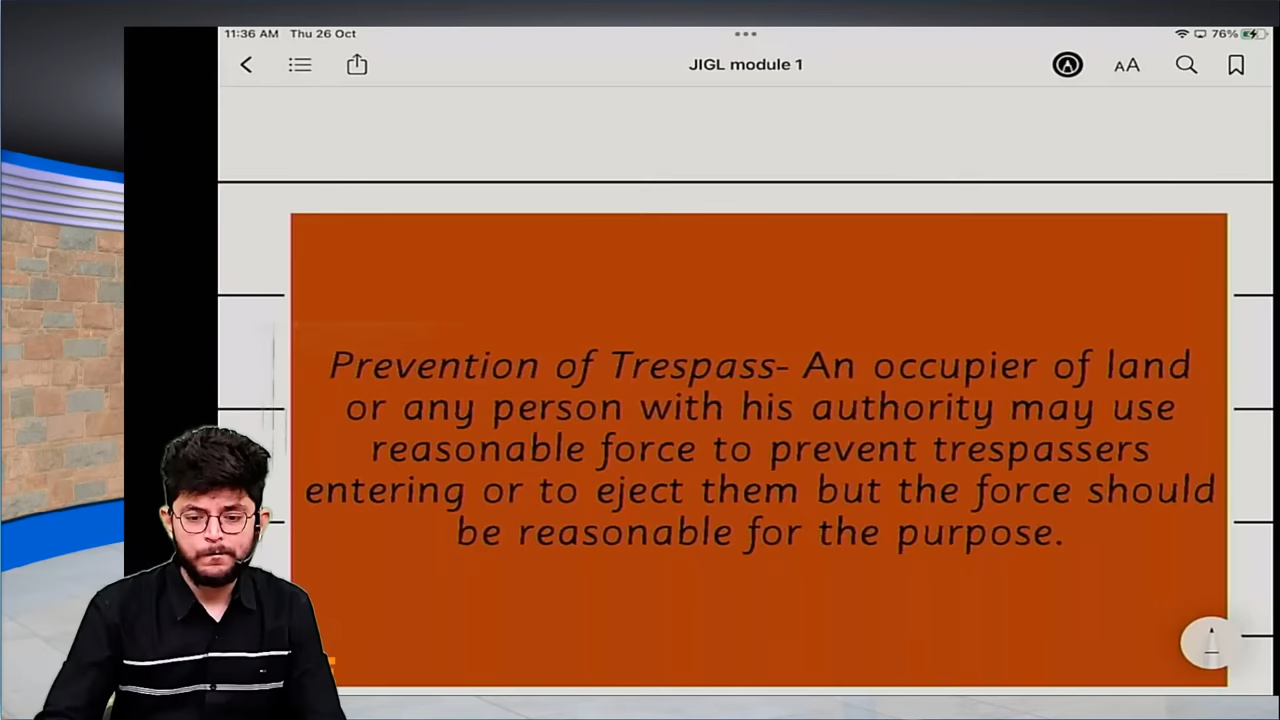 11:36 AM Thu 26 Oct
76%
JIGL module 1
AA
Prevention of Trespass- An occupier of land
or any person with his authority may use
reasonable force to prevent trespassers
entering or to eject them but the force should
be reasonable for the purpose.